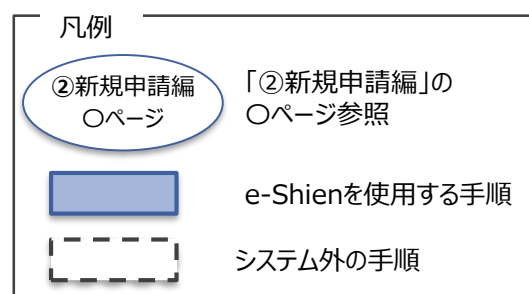 凡例
②新規申請編
〇ページ
「②新規申請編」の
〇ページ参照
e-Shienを使用する手順
システム外の手順